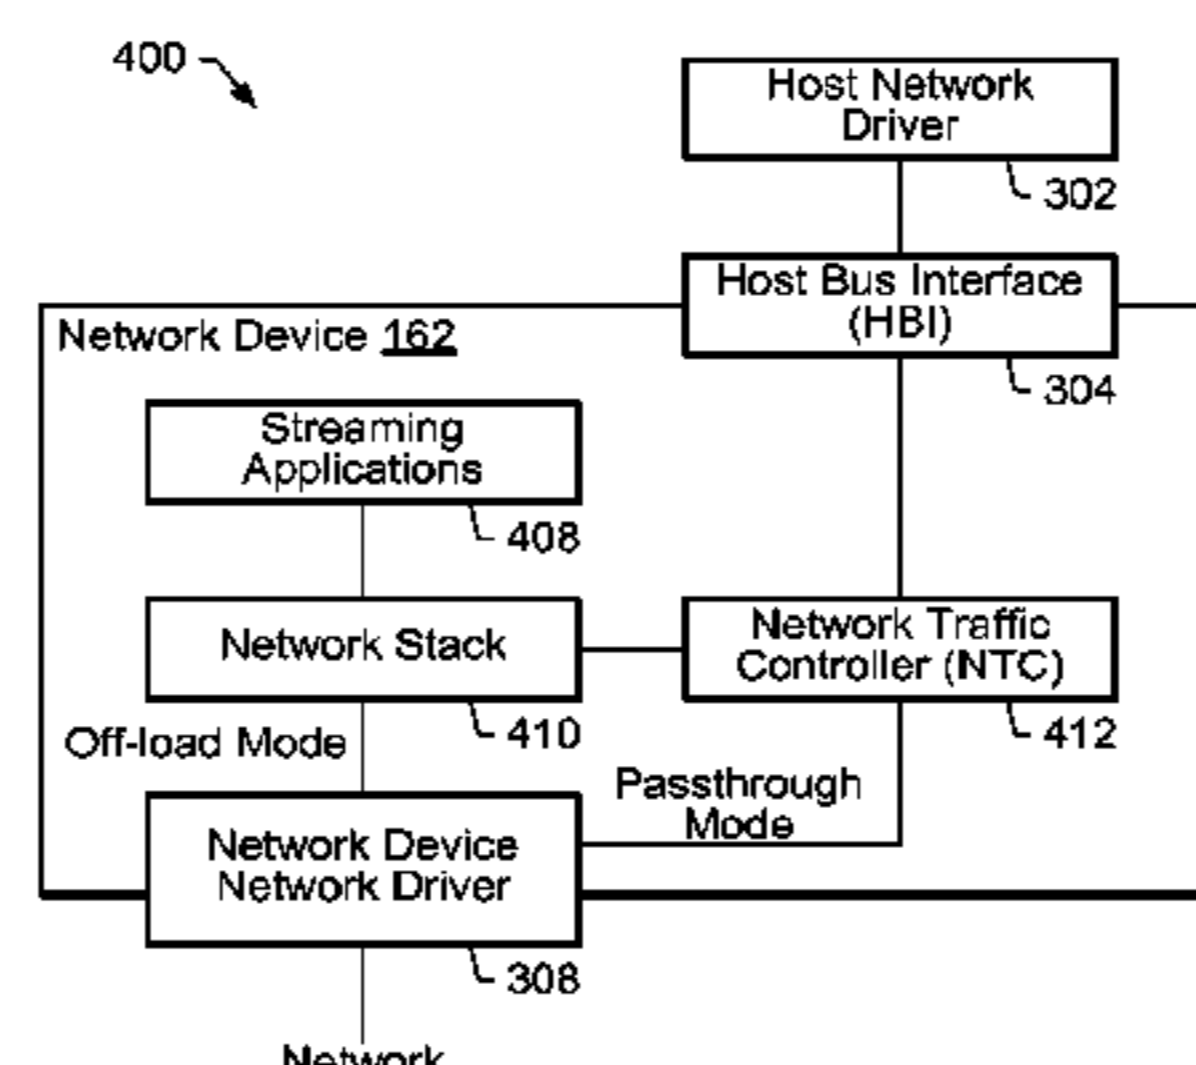 400
Host Network
Driver
302
Host Bus Interface
(HBI)
304
Network Device 162
Streaming
Applications
408
Network Stack
410
Network Traffic
Controller (NTC)
412
Off-load Mode
Passthrough
Mode
Network Device
Network Driver
308
Network